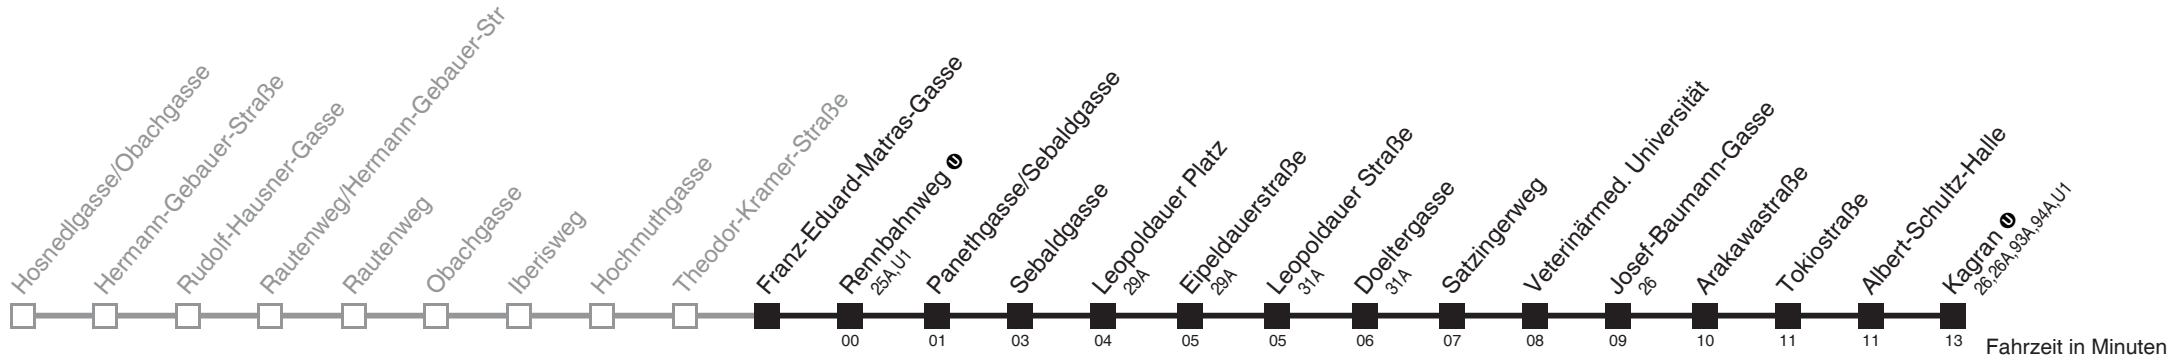 Hosnedlgasse/Obachgasse
Hermann-Gebauer-Straße
Rudolf-Hausner-Gasse
Rautenweg/Hermann-Gebauer-Str
Rautenweg
Obachgasse
Iberisweg
Hochmuthgasse
Theodor-Kramer-Straße
Franz-Eduard-Matras-Gasse
Rennbahnweg U
25A,U1
Panethgasse/Sebaldgasse
Sebaldgasse
Leopoldauer Platz
29A
Eipeldauerstraße
29A
Leopoldauer Straße
31A
Doeltergasse
31A
Satzingerweg
Veterinärmed. Universität
Josef-Baumann-Gasse
26
Arakawastraße
Tokiostraße
Albert-Schultz-Halle
Kagran U
26,26A,93A,94A,U1
00 01 03 04 05 05 06 07 08 09 10 11 11 13
Fahrzeit in Minuten